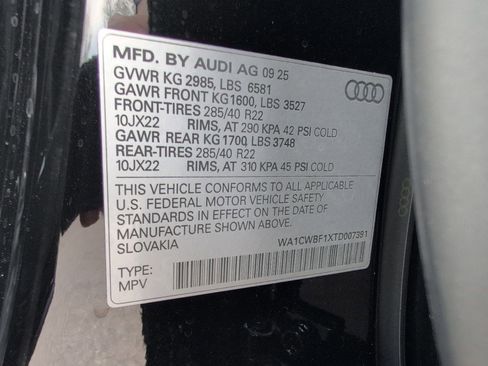 MFD. BY AUDI AG 09 25
GVWR KG 2985, LBS 6581
GAWR FRONT KG1600, LBS 3527
FRONT-TIRES 285/40 R22
10JX22 RIMS, AT 290 KPA 42 PSI COLD
GAWR REAR KG1700, LBS 3748
REAR-TIRES 285/40 R22
10JX22 RIMS, AT 310 KPA 45 PSI COLD
THIS VEHICLE CONFORMS TO ALL APPLICABLE
U.S. FEDERAL MOTOR VEHICLE SAFETY
STANDARDS IN EFFECT ON THE DATE OF
MANUFACTURE SHOWN ABOVE.
SLOVAKIA
WA1CWBF1XTD007391
TYPE:
MPV